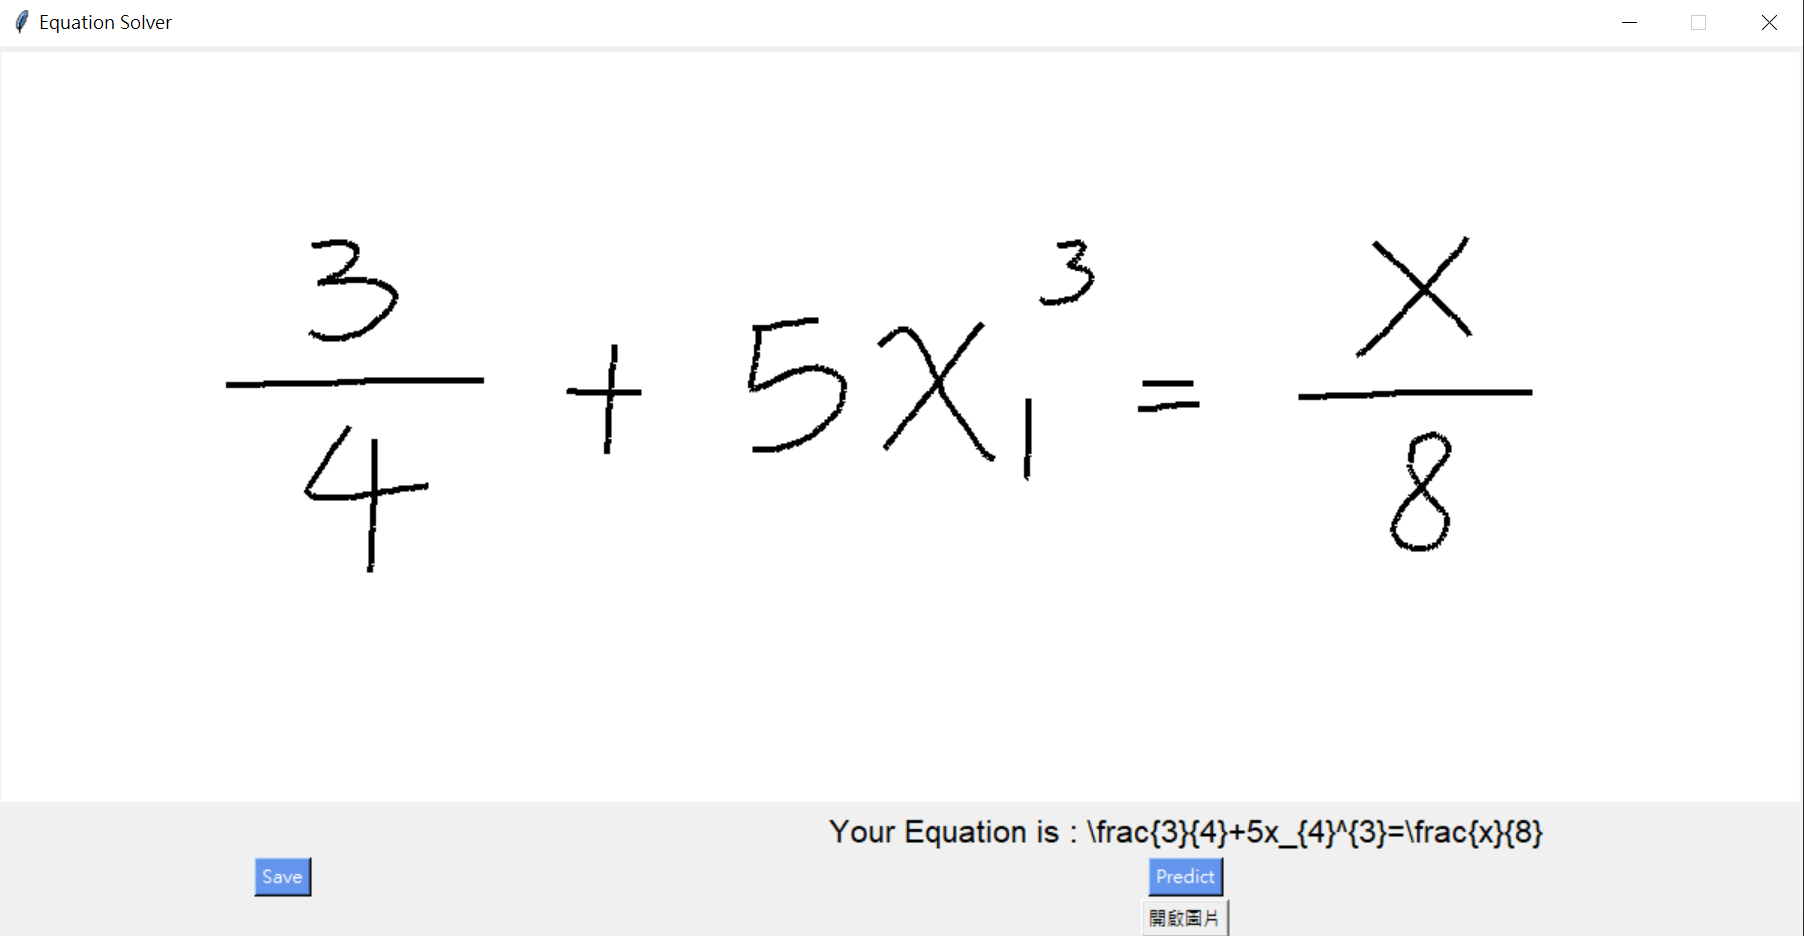 Equation Solver
3/4 + 5x_1^3 = x/8
Your Equation is : \frac{3}{4}+5x_{4}^{3}=\frac{x}{8}
Save
Predict
開啟圖片